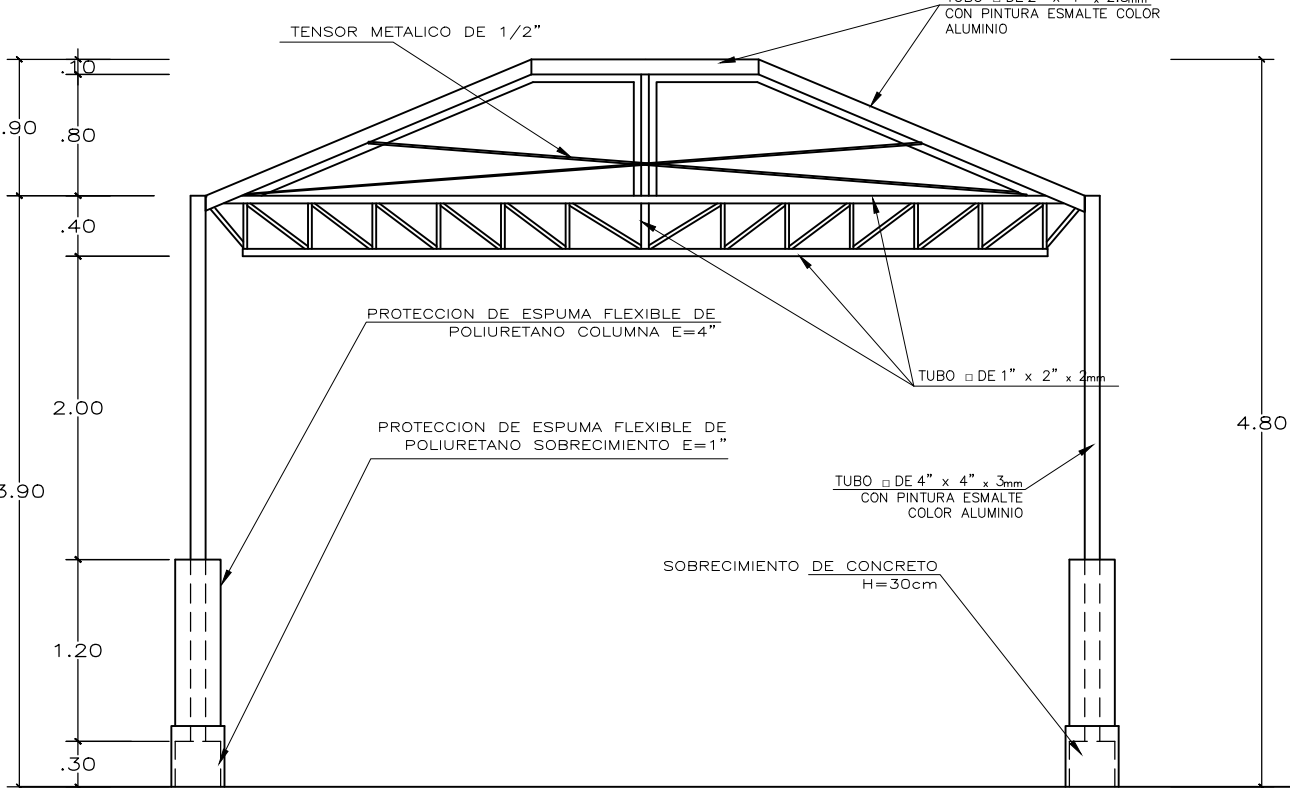 CON PINTURA ESMALTE COLOR
ALUMINIO
TENSOR METALICO DE 1/2”
.10
.90
.80
.40
PROTECCION DE ESPUMA FLEXIBLE DE
POLIURETANO COLUMNA E=4”
TUBO □ DE 1” x 2” x 2mm
2.00
PROTECCION DE ESPUMA FLEXIBLE DE
POLIURETANO SOBRECIMIENTO E=1”
4.80
3.90
TUBO □ DE 4” x 4” x 3mm
CON PINTURA ESMALTE
COLOR ALUMINIO
SOBRECIMIENTO DE CONCRETO
H=30cm
1.20
.30